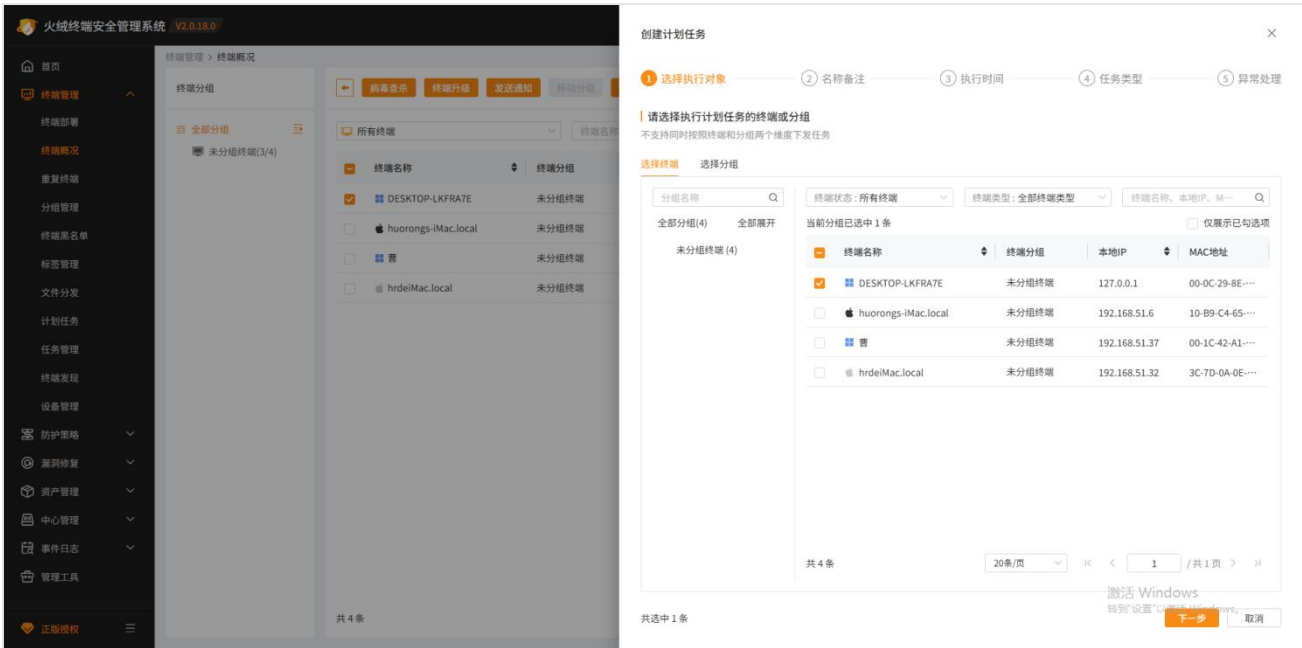 火绒终端安全管理系统 V2.0.18.0
首页
终端管理
终端部署
终端概况
重复终端
分组管理
终端黑名单
标签管理
文件分发
计划任务
任务管理
终端发现
设备管理
防护策略
漏洞修复
资产管理
中心管理
事件日志
管理工具
正版授权
终端管理 > 终端概况
终端分组
全部分组
未分组终端(3/4)
病毒查杀 终端升级 发送通知 移动分组
所有终端 终端名称
终端名称 终端分组
DESKTOP-LKFRA7E 未分组终端
huorongs-iMac.local 未分组终端
曹 未分组终端
hrdeiMac.local 未分组终端
共 4 条
创建计划任务
1 选择执行对象 2 名称备注 3 执行时间 4 任务类型 5 异常处理
请选择执行计划任务的终端或分组
不支持同时按照终端和分组两个维度下发任务
选择终端 选择分组
分组名称
全部分组(4) 全部展开
未分组终端 (4)
终端状态 : 所有终端 终端类型 : 全部终端类型 终端名称、本地IP、M···
当前分组已选中 1 条 仅展示已勾选项
终端名称 终端分组 本地IP MAC地址
DESKTOP-LKFRA7E 未分组终端 127.0.0.1 00-0C-29-8E-···
huorongs-iMac.local 未分组终端 192.168.51.6 10-B9-C4-65-···
曹 未分组终端 192.168.51.37 00-1C-42-A1-···
hrdeiMac.local 未分组终端 192.168.51.32 3C-7D-0A-0E-···
共 4 条 20条/页 1 / 共 1 页
激活 Windows
转到"设置"以激活 Windows。
共选中 1 条 下一步 取消